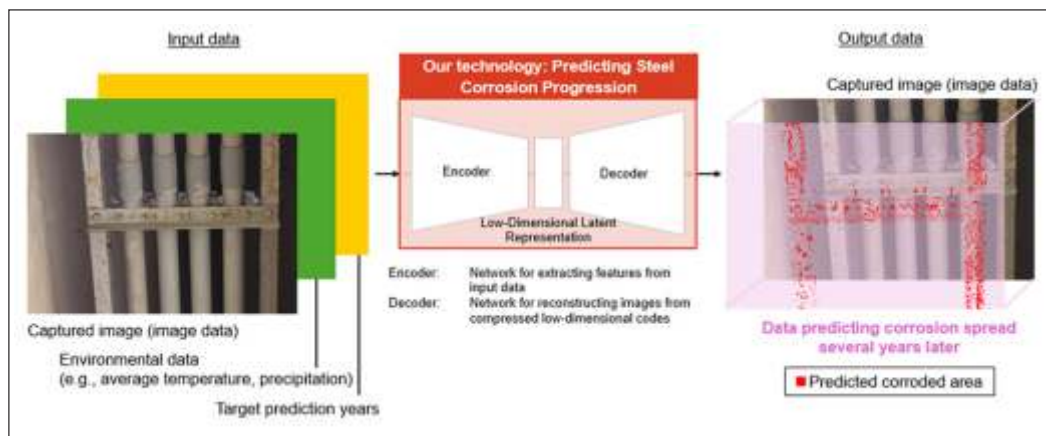 Input data
Captured image (image data)
Environmental data
(e.g., average temperature, precipitation)
Target prediction years
Our technology: Predicting Steel
Corrosion Progression
Encoder
Decoder
Low-Dimensional Latent
Representation
Encoder: Network for extracting features from
input data
Decoder: Network for reconstructing images from
compressed low-dimensional codes
Output data
Captured image (image data)
Data predicting corrosion spread
several years later
Predicted corroded area